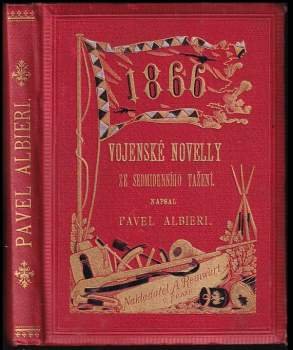 PAVEL ALBIERI.
1866
VOJENSKÉ NOVELLY
ZE SEDMIDENNÍHO TAŽENÍ.
NAPSAL
PAVEL ALBIERI.
Nakladatel A. Reinwart